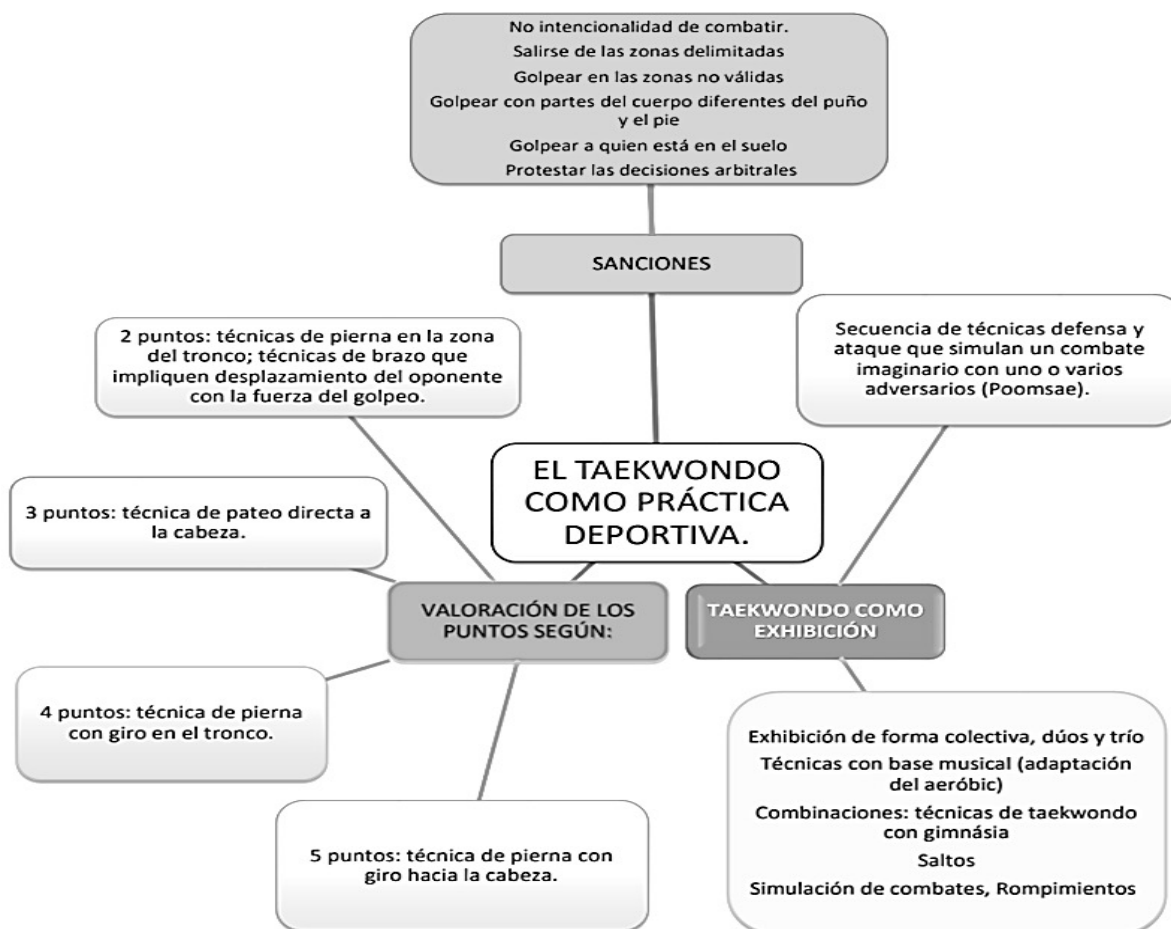 No intencionalidad de combatir.
Salirse de las zonas delimitadas
Golpear en las zonas no válidas
Golpear con partes del cuerpo diferentes del puño
y el pie
Golpear a quien está en el suelo
Protestar las decisiones arbitrales
SANCIONES
2 puntos: técnicas de pierna en la zona
del tronco; técnicas de brazo que
impliquen desplazamiento del oponente
con la fuerza del golpeo.
Secuencia de técnicas defensa y
ataque que simulan un combate
imaginario con uno o varios
adversarios (Poomsae).
EL TAEKWONDO
COMO PRÁCTICA
DEPORTIVA.
3 puntos: técnica de pateo directa a
la cabeza.
VALORACIÓN DE LOS
PUNTOS SEGÚN:
TAEKWONDO COMO
EXHIBICIÓN
4 puntos: técnica de pierna
con giro en el tronco.
5 puntos: técnica de pierna con
giro hacia la cabeza.
Exhibición de forma colectiva, dúos y trío
Técnicas con base musical (adaptación
del aeróbic)
Combinaciones: técnicas de taekwondo
con gimnásia
Saltos
Simulación de combates, Rompimientos